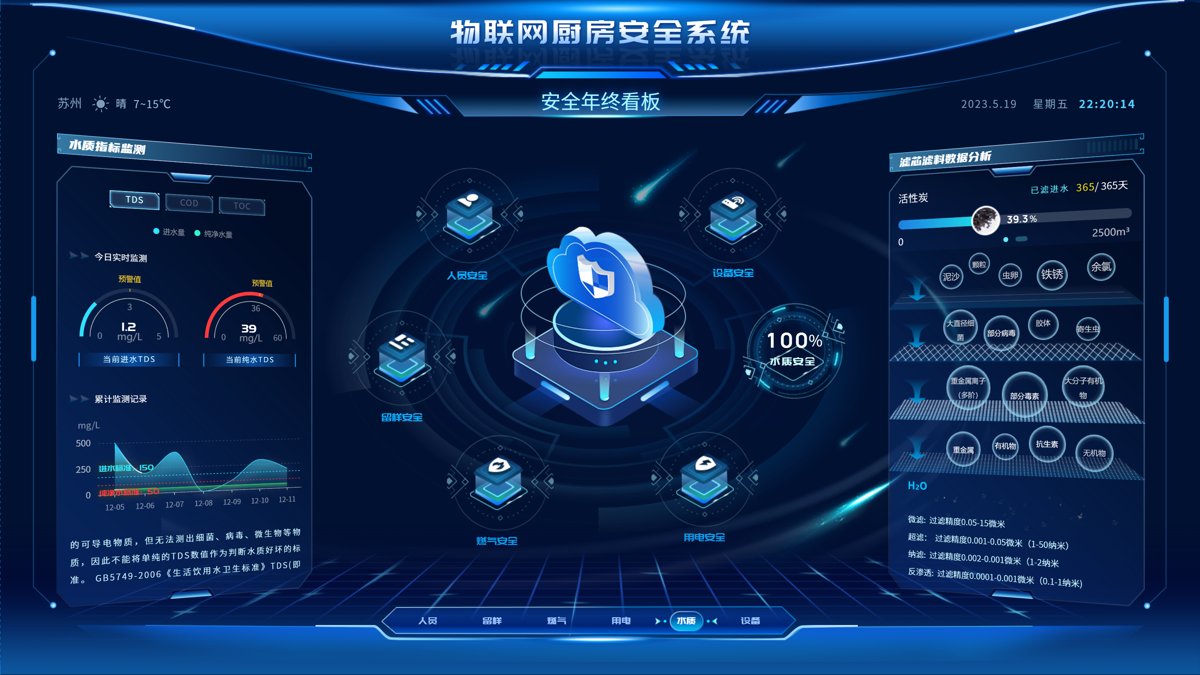 物联网厨房安全系统
安全年终看板
苏州 晴 7~15℃
2023.5.19 星期五 22:20:14
水质指标监测
TDS COD TOC
进水量 纯净水量
今日实时监测
预警值
3
1.2
mg/L
0 5
当前进水TDS
预警值
36
39
mg/L
0 60
当前纯水TDS
累计监测记录
mg/L
500
250
0
进水标准 150
纯净水标准 50
12-05 12-06 12-07 12-08 12-09 12-10 12-11
的可导电物质，但无法测出细菌、病毒、微生物等物
质，因此不能将单纯的TDS数值作为判断水质好坏的标
准。 GB5749-2006《生活饮用水卫生标准》TDS(即
人员安全
设备安全
留样安全
100%
水质安全
燃气安全
用电安全
滤芯滤料数据分析
活性炭
已滤进水 365/365天
39.3%
0 2500m³
泥沙 颗粒 虫卵 铁锈 余氯
大直径细
菌
部分病毒
胶体
寄生虫
重金属离子
（多阶）
部分毒素
大分子有机
物
重金属 有机物 抗生素 无机物
H₂O
微滤: 过滤精度0.05-15微米
超滤: 过滤精度0.001-0.05微米（1-50纳米）
纳滤: 过滤精度0.002-0.001微米（1-2纳米
反渗透: 过滤精度0.0001-0.001微米（0.1-1纳米）
人员 留样 燃气 用电 水质 设备